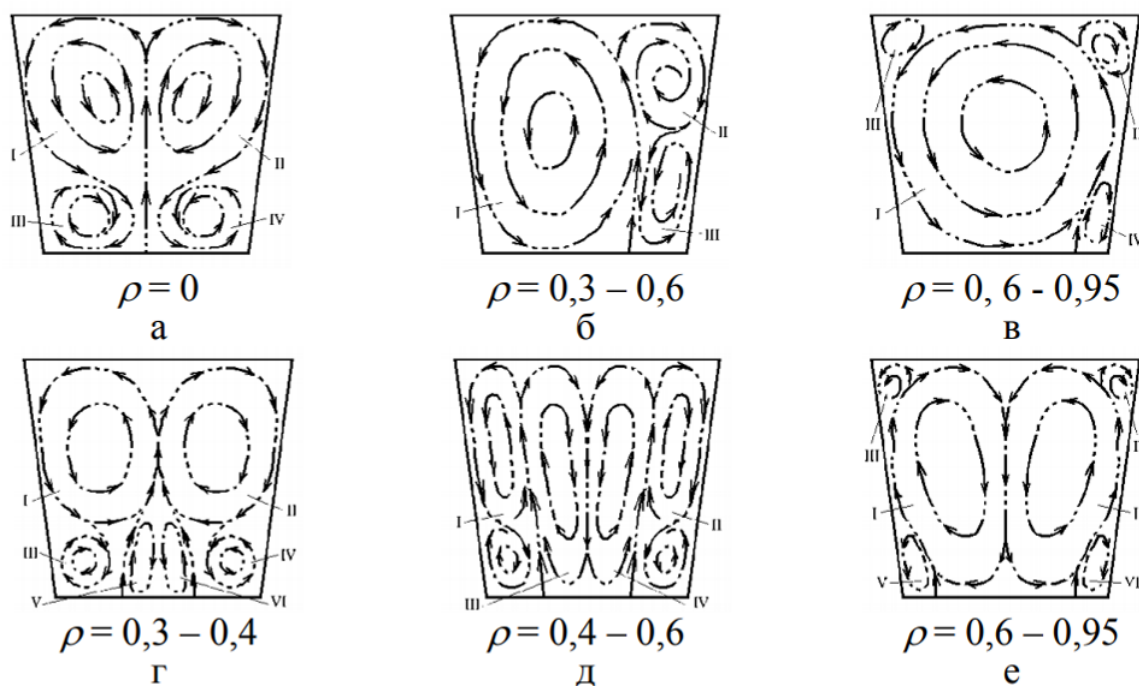 I
II
III
IV
II
I
III
III
I
IV
ρ = 0
ρ = 0,3 – 0,6
ρ = 0, 6 - 0,95
а
б
в
I
II
III
IV
V
VI
I
II
III
IV
III
I
V
VI
ρ = 0,3 – 0,4
ρ = 0,4 – 0,6
ρ = 0,6 – 0,95
г
д
е